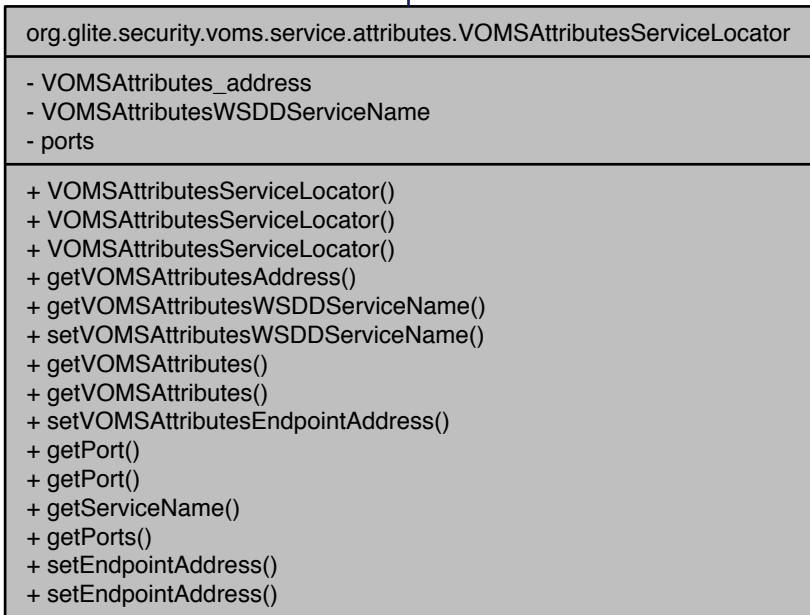 org.glite.security.voms.service.attributes.VOMSAttributesServiceLocator
- VOMSAttributes_address
- VOMSAttributesWSDDServiceName
- ports
+ VOMSAttributesServiceLocator()
+ VOMSAttributesServiceLocator()
+ VOMSAttributesServiceLocator()
+ getVOMSAttributesAddress()
+ getVOMSAttributesWSDDServiceName()
+ setVOMSAttributesWSDDServiceName()
+ getVOMSAttributes()
+ getVOMSAttributes()
+ setVOMSAttributesEndpointAddress()
+ getPort()
+ getPort()
+ getServiceName()
+ getPorts()
+ setEndpointAddress()
+ setEndpointAddress()